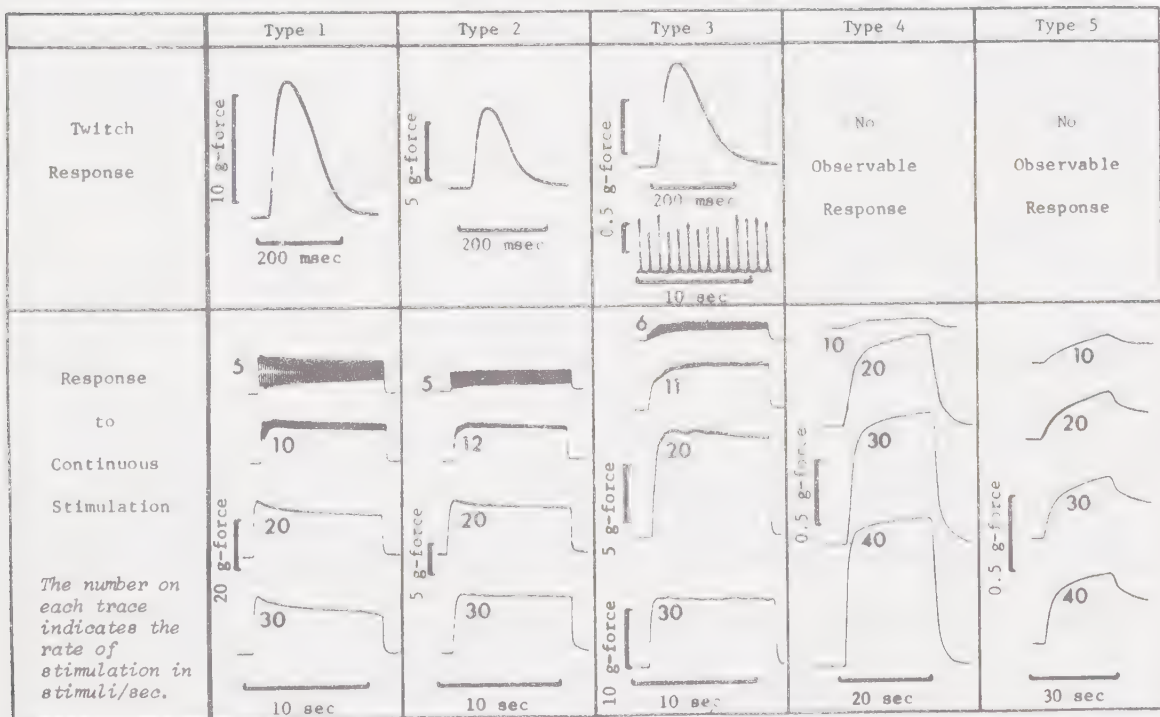 Type 1
Type 2
Type 3
Type 4
Type 5
Twitch
Response
10 g-force
200 msec
5 g-force
200 msec
0.5 g-force
200 msec
10 sec
No
Observable
Response
No
Observable
Response
Response
to
Continuous
Stimulation
The number on
each trace
indicates the
rate of
stimulation in
stimuli/sec.
5
10
20
30
20 g-force
10 sec
5
12
20
30
5 g-force
10 sec
6
11
20
30
5 g-force
10 g-force
10 sec
10
20
30
40
0.5 g-force
20 sec
10
20
30
40
0.5 g-force
30 sec